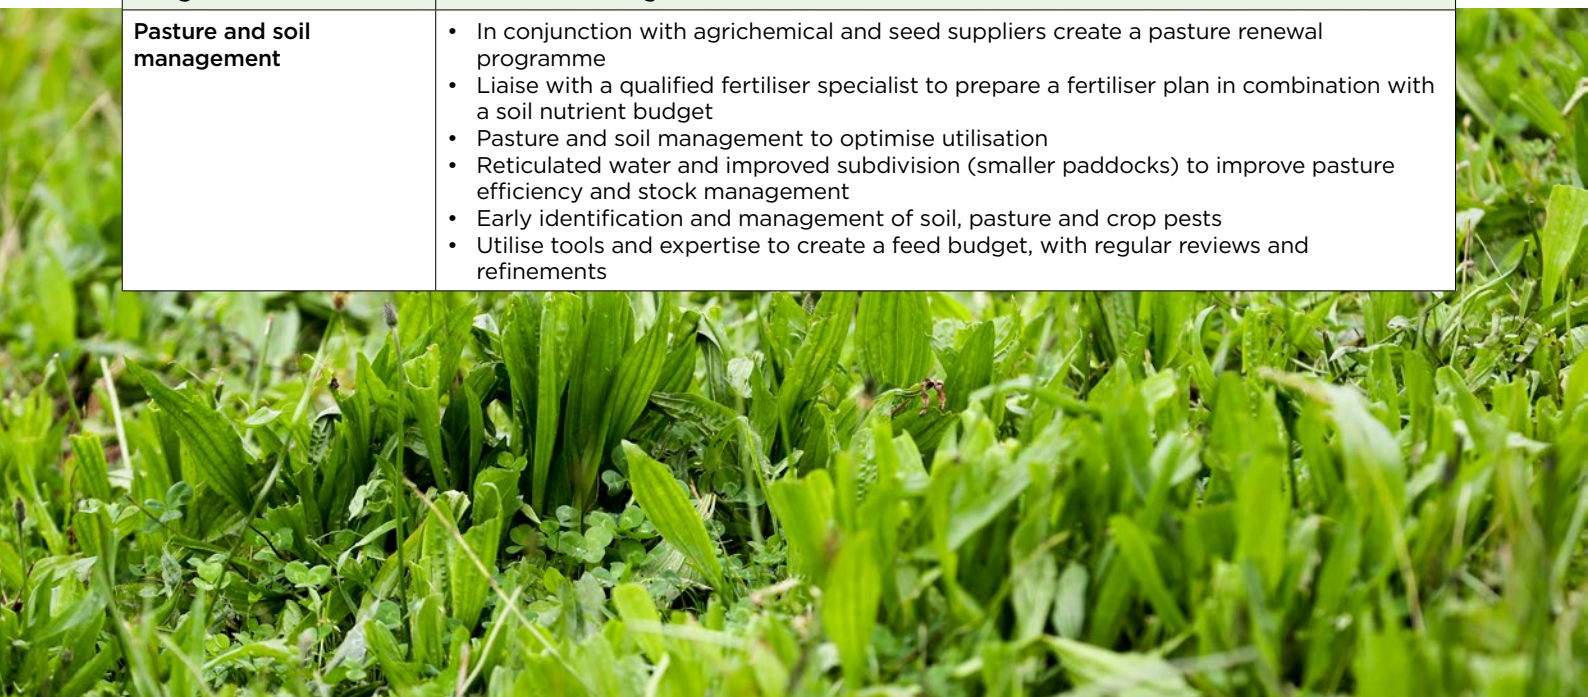 Pasture and soil
management
• In conjunction with agrichemical and seed suppliers create a pasture renewal
programme
• Liaise with a qualified fertiliser specialist to prepare a fertiliser plan in combination with
a soil nutrient budget
• Pasture and soil management to optimise utilisation
• Reticulated water and improved subdivision (smaller paddocks) to improve pasture
efficiency and stock management
• Early identification and management of soil, pasture and crop pests
• Utilise tools and expertise to create a feed budget, with regular reviews and
refinements